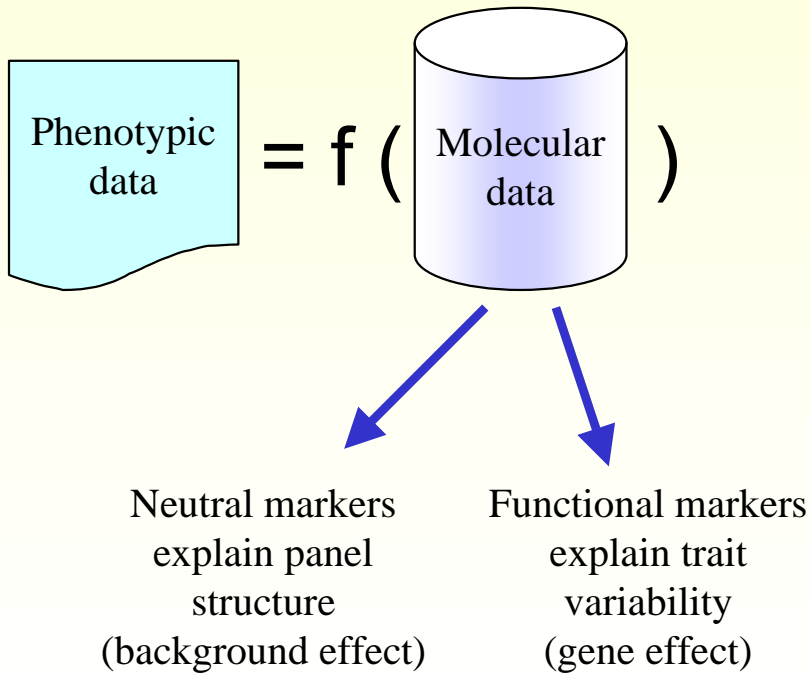 Phenotypic
data
= f (
Molecular
data
)
Neutral markers
explain panel
structure
(background effect)
Functional markers
explain trait
variability
(gene effect)